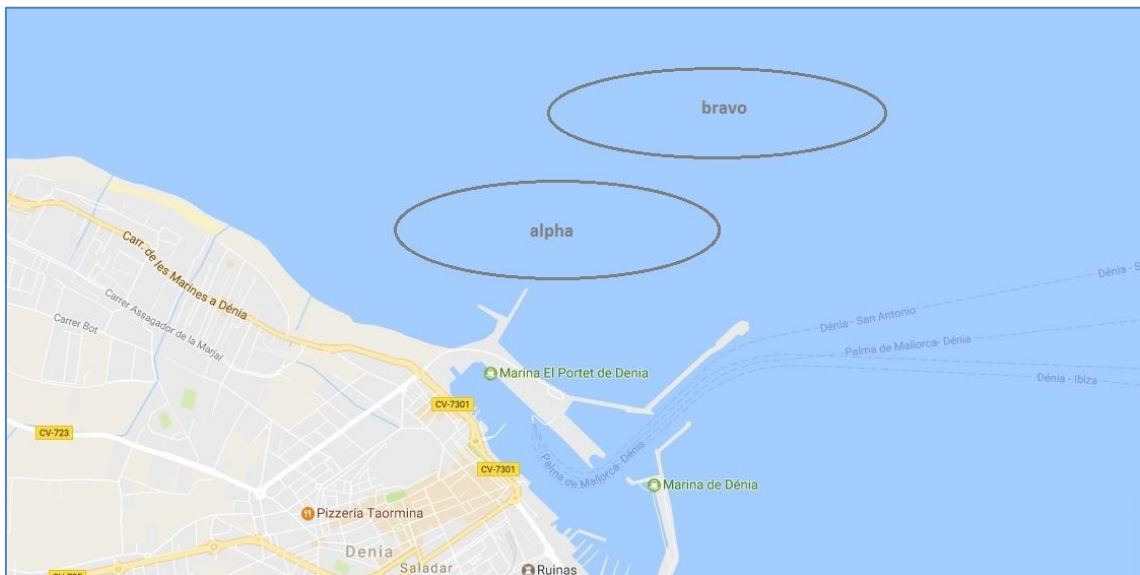 bravo
alpha
Carr. de les Marines a Dénia
Carrer Assagador de la Marjal
Carrer Bot
Dénia - S
Dénia - San Antonio
Palma de Mallorca- Dénia
Dénia - Ibiza
Marina El Portet de Denia
CV-7301
CV-723
CV-7301
Palma de Mallorca- Dénia
Marina de Dénia
Pizzería Taormina
Denia
Saladar
Ruinas